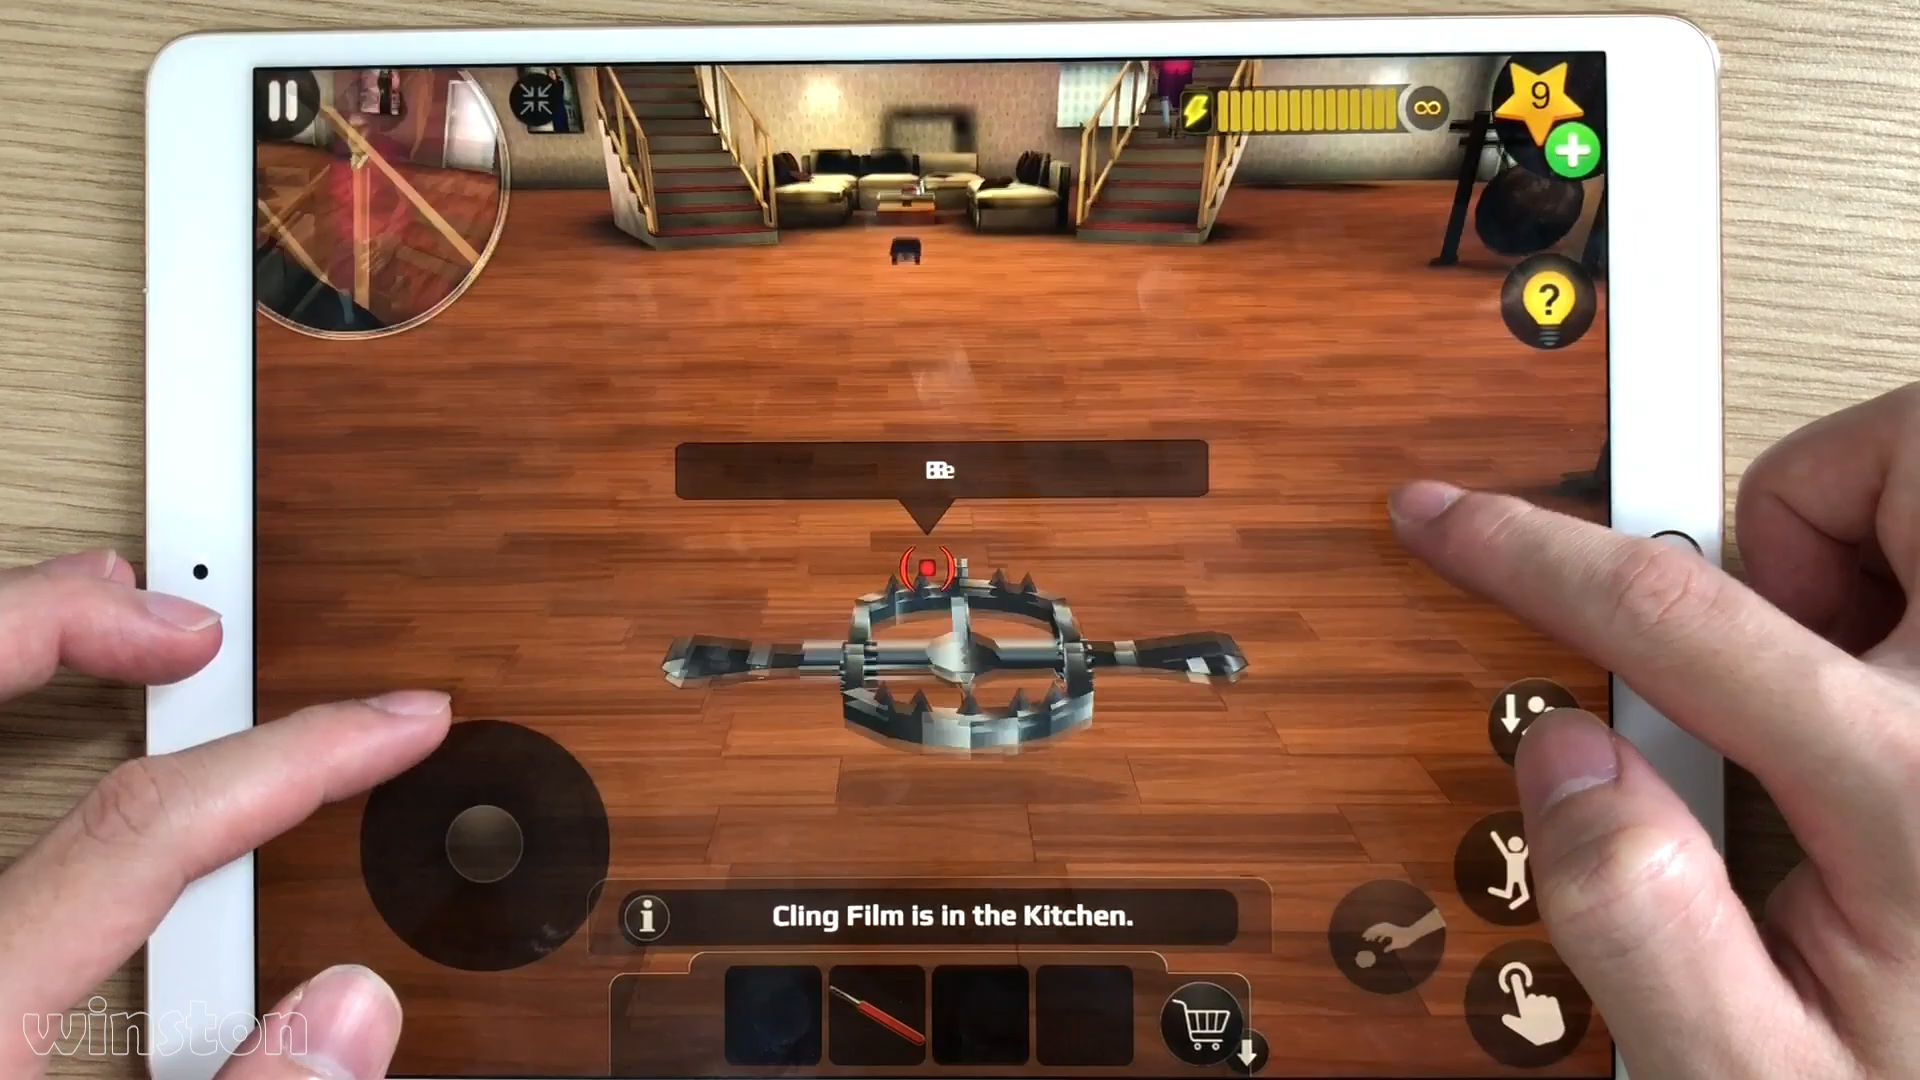 9
?
Cling Film is in the Kitchen.
winston